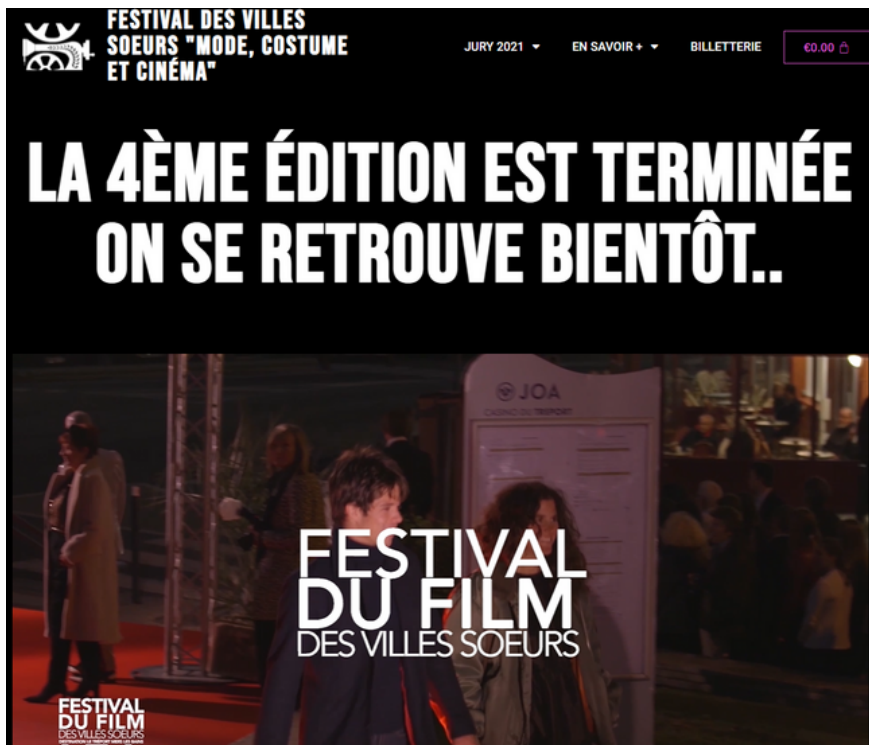 FESTIVAL DES VILLES
SOEURS "MODE, COSTUME
ET CINÉMA"
JURY 2021
EN SAVOIR +
BILLETTERIE
€0.00
LA 4ÈME ÉDITION EST TERMINÉE
ON SE RETROUVE BIENTÔT..
JOA
CASINO DU TRÉPORT
FESTIVAL
DU FILM
DES VILLES SOEURS
FESTIVAL
DU FILM
DES VILLES SOEURS